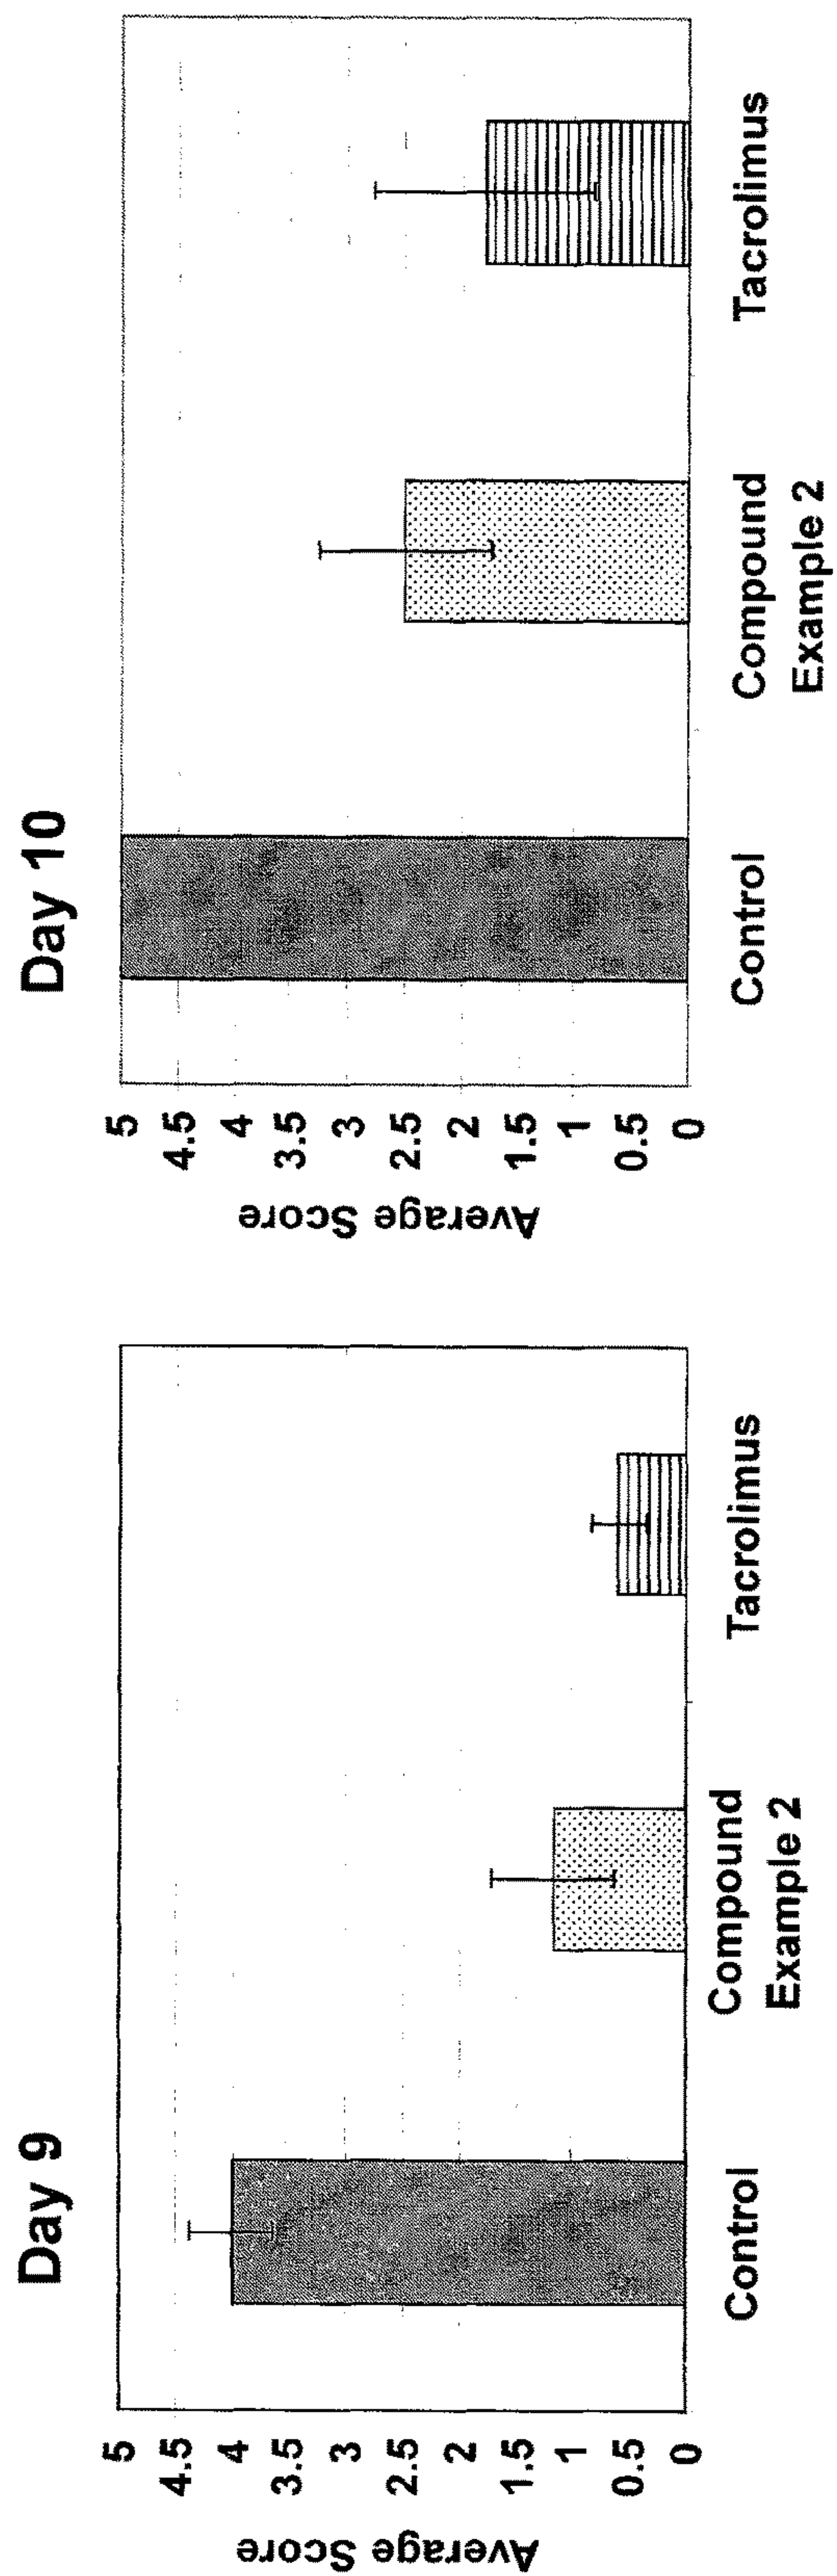 Day 9
Average Score
5
4.5
4
3.5
3
2.5
2
1.5
1
0.5
0
Control
Compound
Example 2
Tacrolimus
Day 10
Average Score
5
4.5
4
3.5
3
2.5
2
1.5
1
0.5
0
Control
Compound
Example 2
Tacrolimus